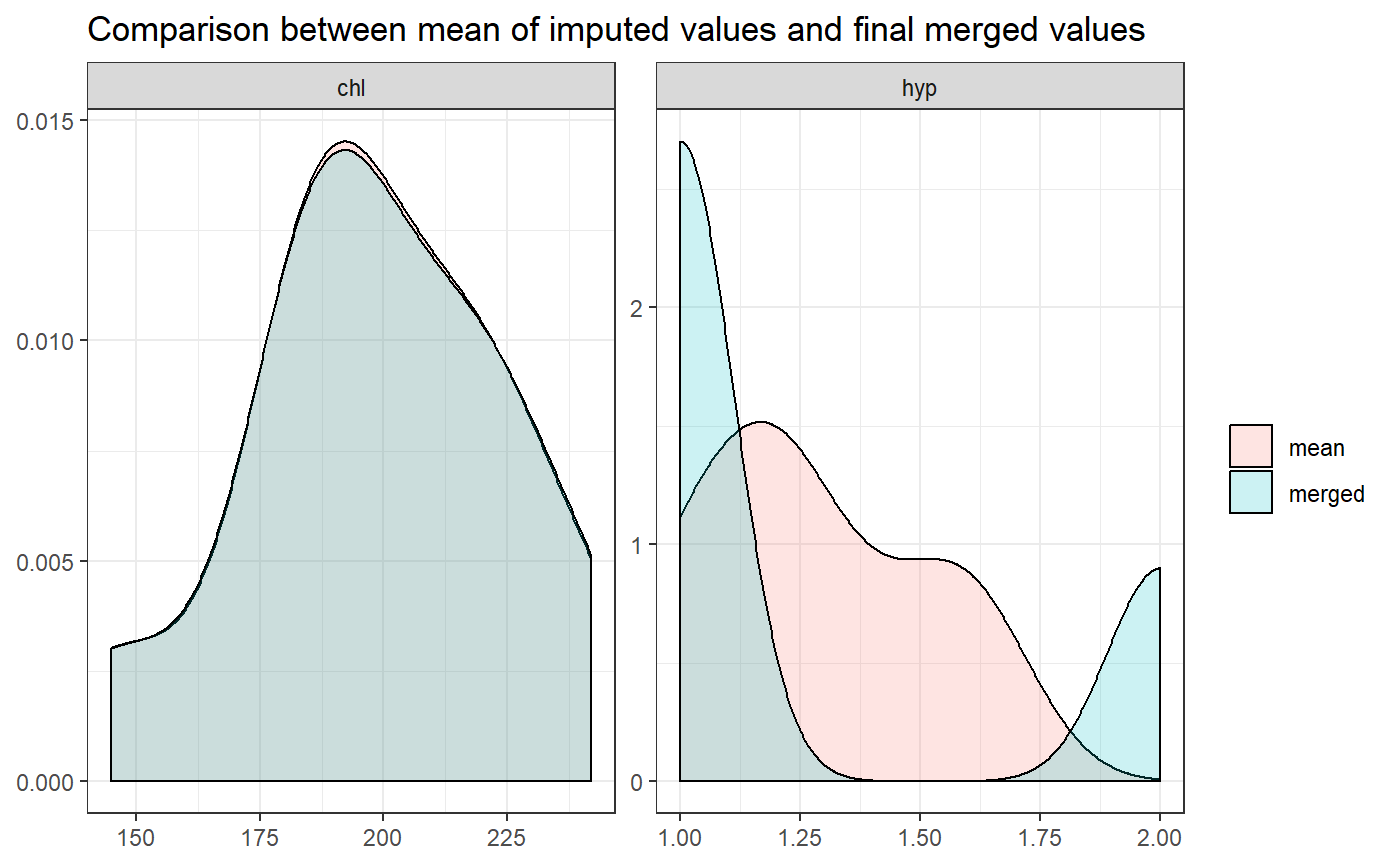 Comparison between mean of imputed values and final merged values
chl
hyp
0.015
0.010
0.005
0.000
150 175 200 225
2
1
0
1.00 1.25 1.50 1.75 2.00
mean
merged